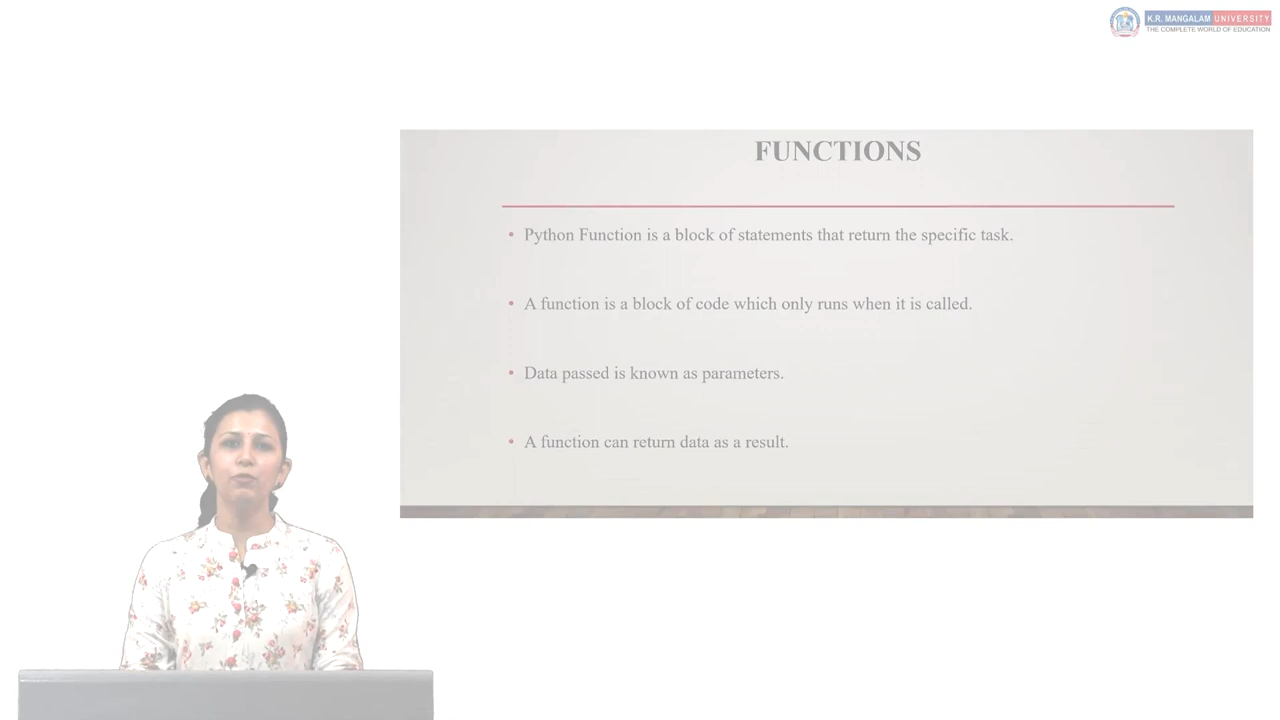 K.R. MANGALAM UNIVERSITY
THE COMPLETE WORLD OF EDUCATION
FUNCTIONS
• Python Function is a block of statements that return the specific task.
• A function is a block of code which only runs when it is called.
• Data passed is known as parameters.
• A function can return data as a result.